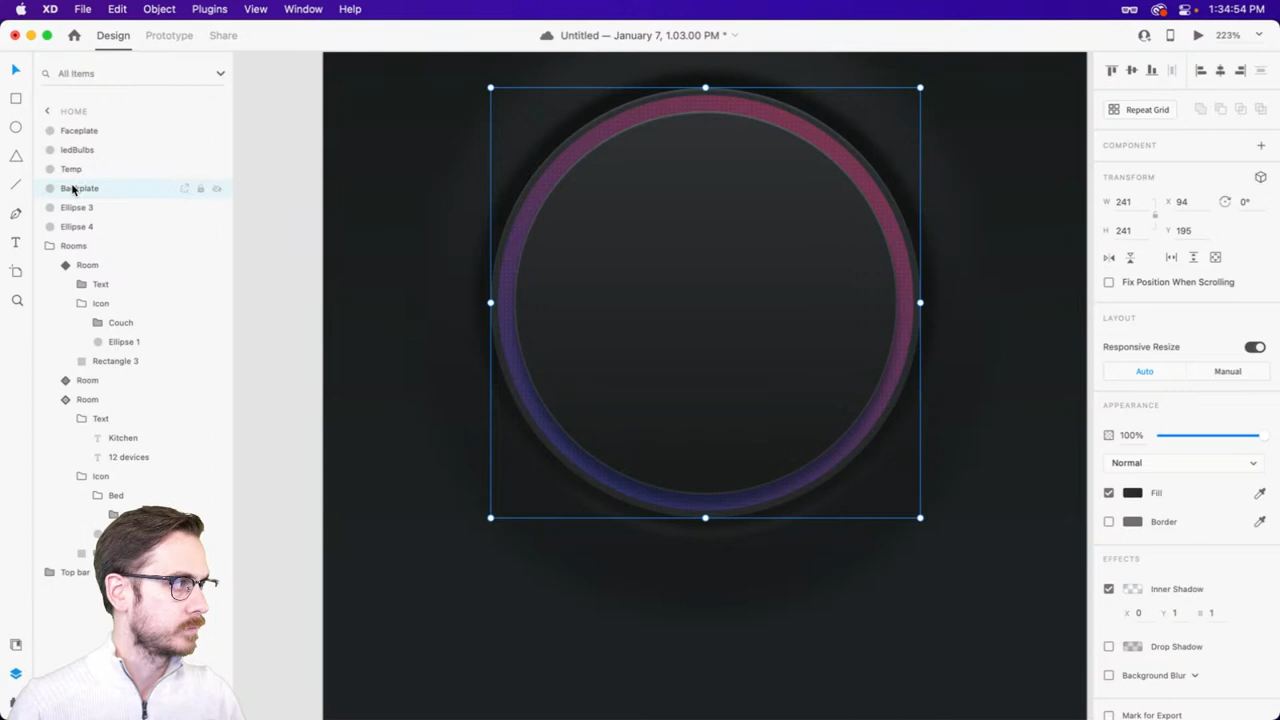 XD File Edit Object Plugins View Window Help
1:34:54 PM
Design Prototype Share
Untitled — January 7, 1.03.00 PM *
223%
All Items
HOME
Faceplate
ledBulbs
Temp
Backplate
Ellipse 3
Ellipse 4
Rooms
Room
Text
Icon
Couch
Ellipse 1
Rectangle 3
Room
Room
Text
T Kitchen
T 12 devices
Icon
Bed
Top bar
Repeat Grid
COMPONENT
TRANSFORM
W 241 X 94 0°
H 241 Y 195
Fix Position When Scrolling
LAYOUT
Responsive Resize
Auto Manual
APPEARANCE
100%
Normal
Fill
Border
EFFECTS
Inner Shadow
X 0 Y 1 B 1
Drop Shadow
Background Blur
Mark for Export